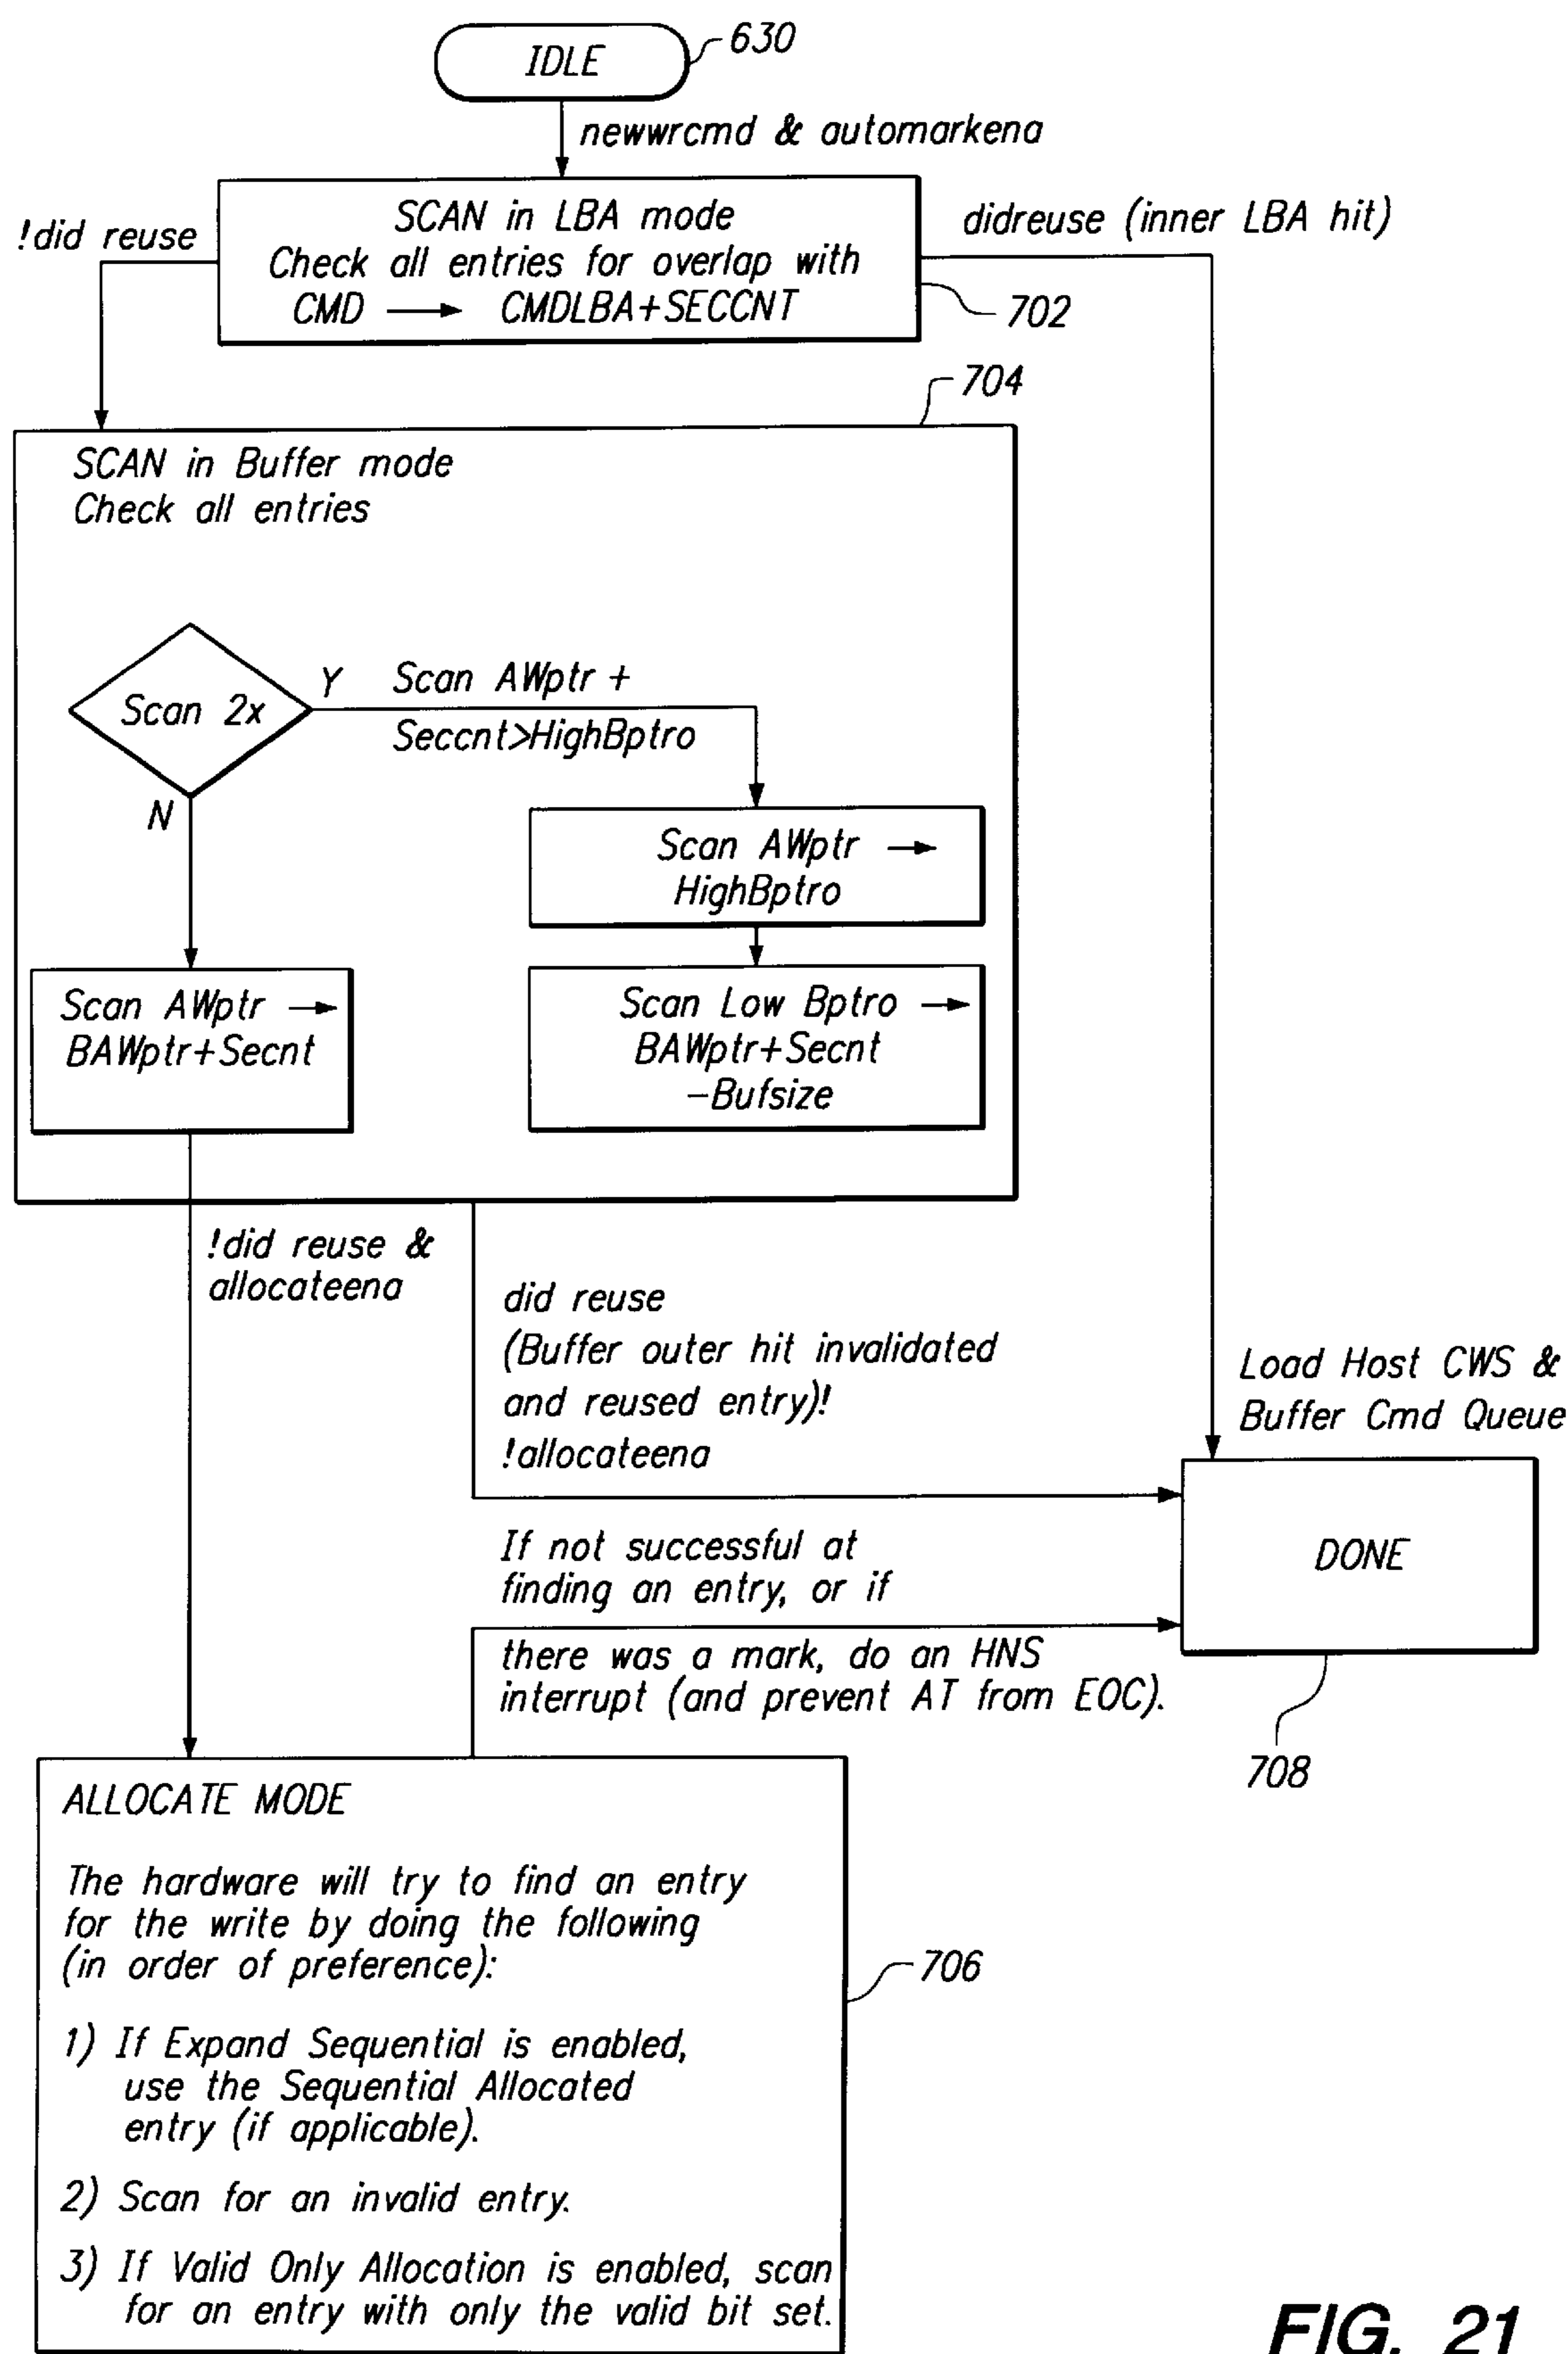 IDLE
630
newwrcmd & automarkena
!did reuse
SCAN in LBA mode
Check all entries for overlap with
CMD → CMDLBA+SECCNT
didreuse (inner LBA hit)
702
704
SCAN in Buffer mode
Check all entries
Scan 2x
Y
Scan AWptr +
Seccnt>HighBptro
N
Scan AWptr →
HighBptro
Scan AWptr →
BAWptr+Secnt
Scan Low Bptro →
BAWptr+Secnt
-Bufsize
!did reuse &
allocateena
did reuse
(Buffer outer hit invalidated
and reused entry)!
!allocateena
Load Host CWS &
Buffer Cmd Queue
DONE
If not successful at
finding an entry, or if
there was a mark, do an HNS
interrupt (and prevent AT from EOC).
708
ALLOCATE MODE
The hardware will try to find an entry
for the write by doing the following
(in order of preference):
706
1) If Expand Sequential is enabled,
use the Sequential Allocated
entry (if applicable).
2) Scan for an invalid entry.
3) If Valid Only Allocation is enabled, scan
for an entry with only the valid bit set.
FIG. 21